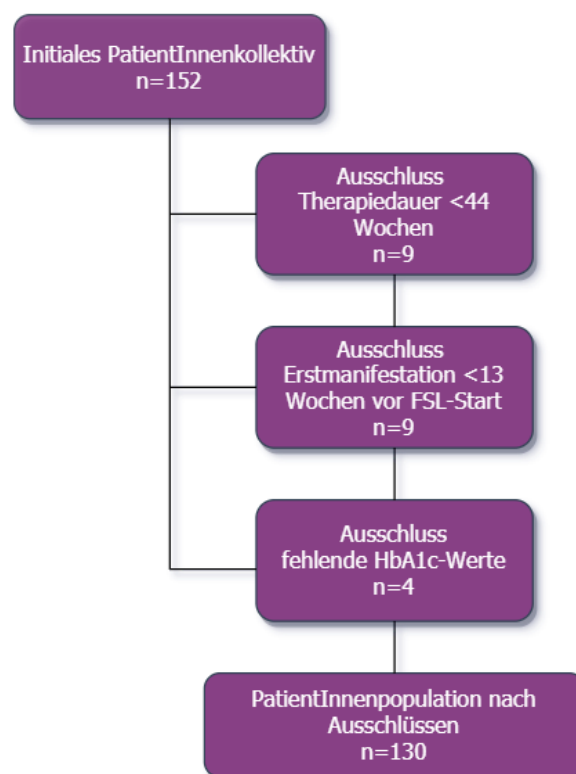 Initiales PatientInnenkollektiv
n=152
Ausschluss
Therapiedauer <44
Wochen
n=9
Ausschluss
Erstmanifestation <13
Wochen vor FSL-Start
n=9
Ausschluss
fehlende HbA1c-Werte
n=4
PatientInnenpopulation nach
Ausschlüssen
n=130